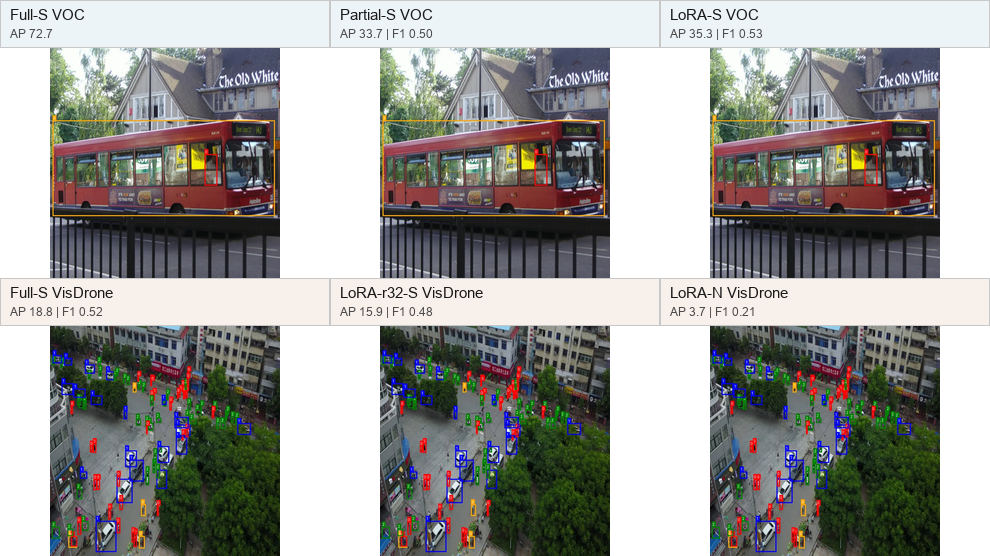 Full-S VOC
AP 72.7
Partial-S VOC
AP 33.7 | F1 0.50
LoRA-S VOC
AP 35.3 | F1 0.53
The Old White
The Old White
The Old White
Full-S VisDrone
AP 18.8 | F1 0.52
LoRA-r32-S VisDrone
AP 15.9 | F1 0.48
LoRA-N VisDrone
AP 3.7 | F1 0.21